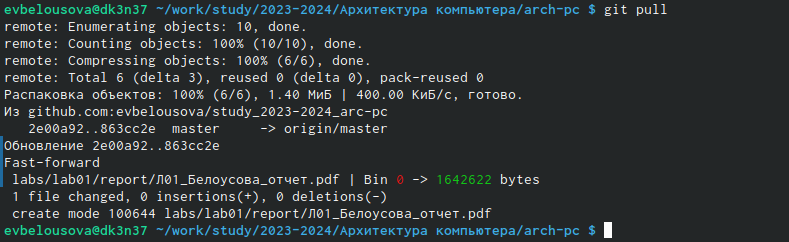 evbelousova@dk3n37 ~/work/study/2023-2024/Архитектура компьютера/arch-pc $ git pull
remote: Enumerating objects: 10, done.
remote: Counting objects: 100% (10/10), done.
remote: Compressing objects: 100% (6/6), done.
remote: Total 6 (delta 3), reused 0 (delta 0), pack-reused 0
Распаковка объектов: 100% (6/6), 1.40 МиБ | 400.00 КиБ/с, готово.
Из github.com:evbelousova/study_2023-2024_arc-pc
   2e00a92..863cc2e  master     -> origin/master
Обновление 2e00a92..863cc2e
Fast-forward
 labs/lab01/report/Л01_Белоусова_отчет.pdf | Bin 0 -> 1642622 bytes
 1 file changed, 0 insertions(+), 0 deletions(-)
 create mode 100644 labs/lab01/report/Л01_Белоусова_отчет.pdf
evbelousova@dk3n37 ~/work/study/2023-2024/Архитектура компьютера/arch-pc $